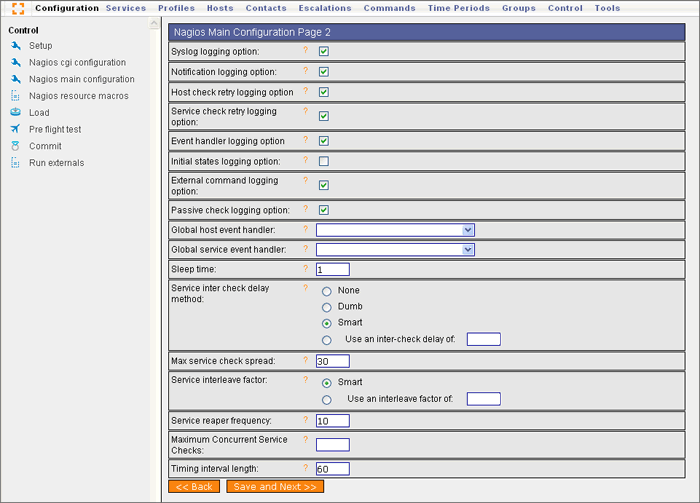 Configuration Services Profiles Hosts Contacts Escalations Commands Time Periods Groups Control Tools
Control
Setup
Nagios cgi configuration
Nagios main configuration
Nagios resource macros
Load
Pre flight test
Commit
Run externals
Nagios Main Configuration Page 2
Syslog logging option: ?
Notification logging option: ?
Host check retry logging option ?
Service check retry logging ?
option:
Event handler logging option ?
Initial states logging option: ?
External command logging ?
option:
Passive check logging option: ?
Global host event handler: ?
Global service event handler: ?
Sleep time: ? 1
Service inter check delay ? None
method:
Dumb
Smart
Use an inter-check delay of:
Max service check spread: ? 30
Service interleave factor: ? Smart
Use an interleave factor of:
Service reaper frequency: ? 10
Maximum Concurrent Service ?
Checks:
Timing interval length: ? 60
<< Back Save and Next >>